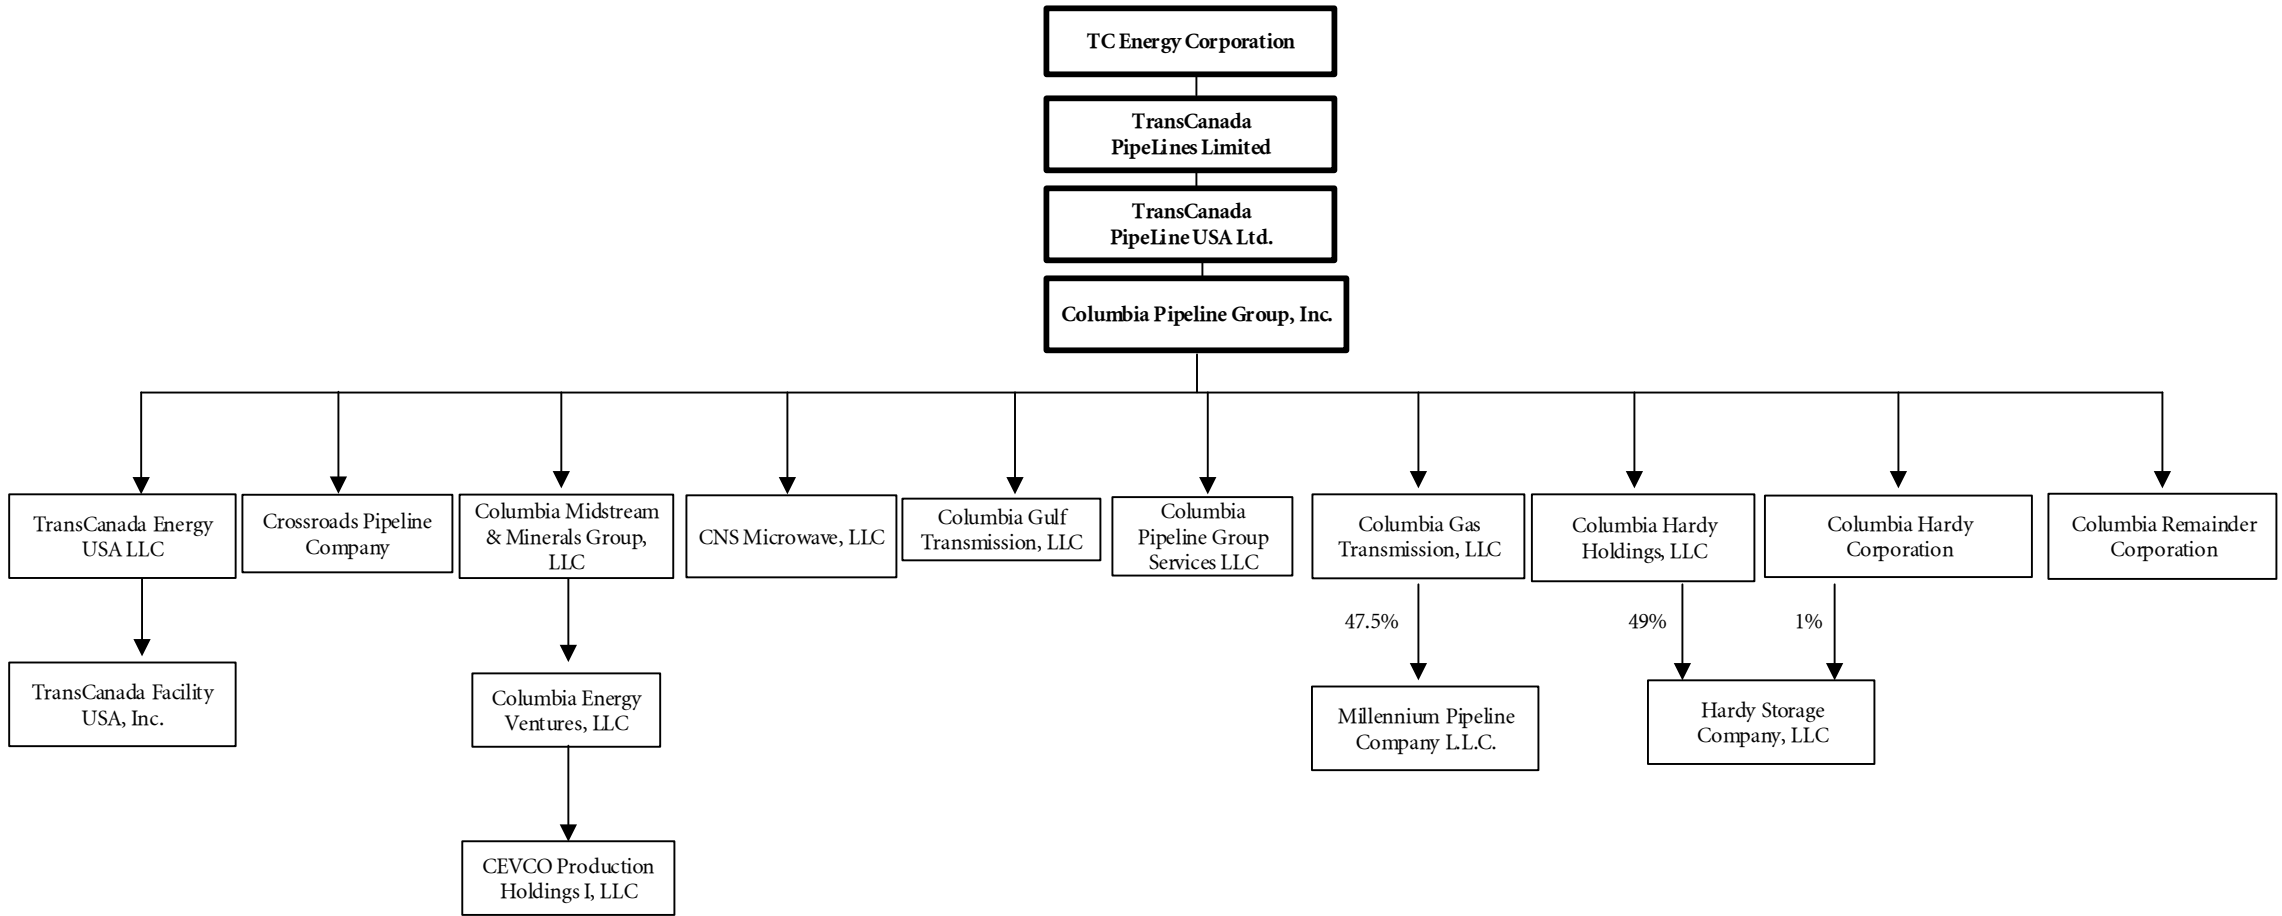 TC Energy Corporation
TransCanada
PipeLines Limited
TransCanada
PipeLine USA Ltd.
Columbia Pipeline Group, Inc.
TransCanada Energy
USA LLC
Crossroads Pipeline
Company
Columbia Midstream
& Minerals Group,
LLC
CNS Microwave, LLC
Columbia Gulf
Transmission, LLC
Columbia
Pipeline Group
Services LLC
Columbia Gas
Transmission, LLC
Columbia Hardy
Holdings, LLC
Columbia Hardy
Corporation
Columbia Remainder
Corporation
47.5%
49%
1%
TransCanada Facility
USA, Inc.
Columbia Energy
Ventures, LLC
Millennium Pipeline
Company L.L.C.
Hardy Storage
Company, LLC
CEVCO Production
Holdings I, LLC